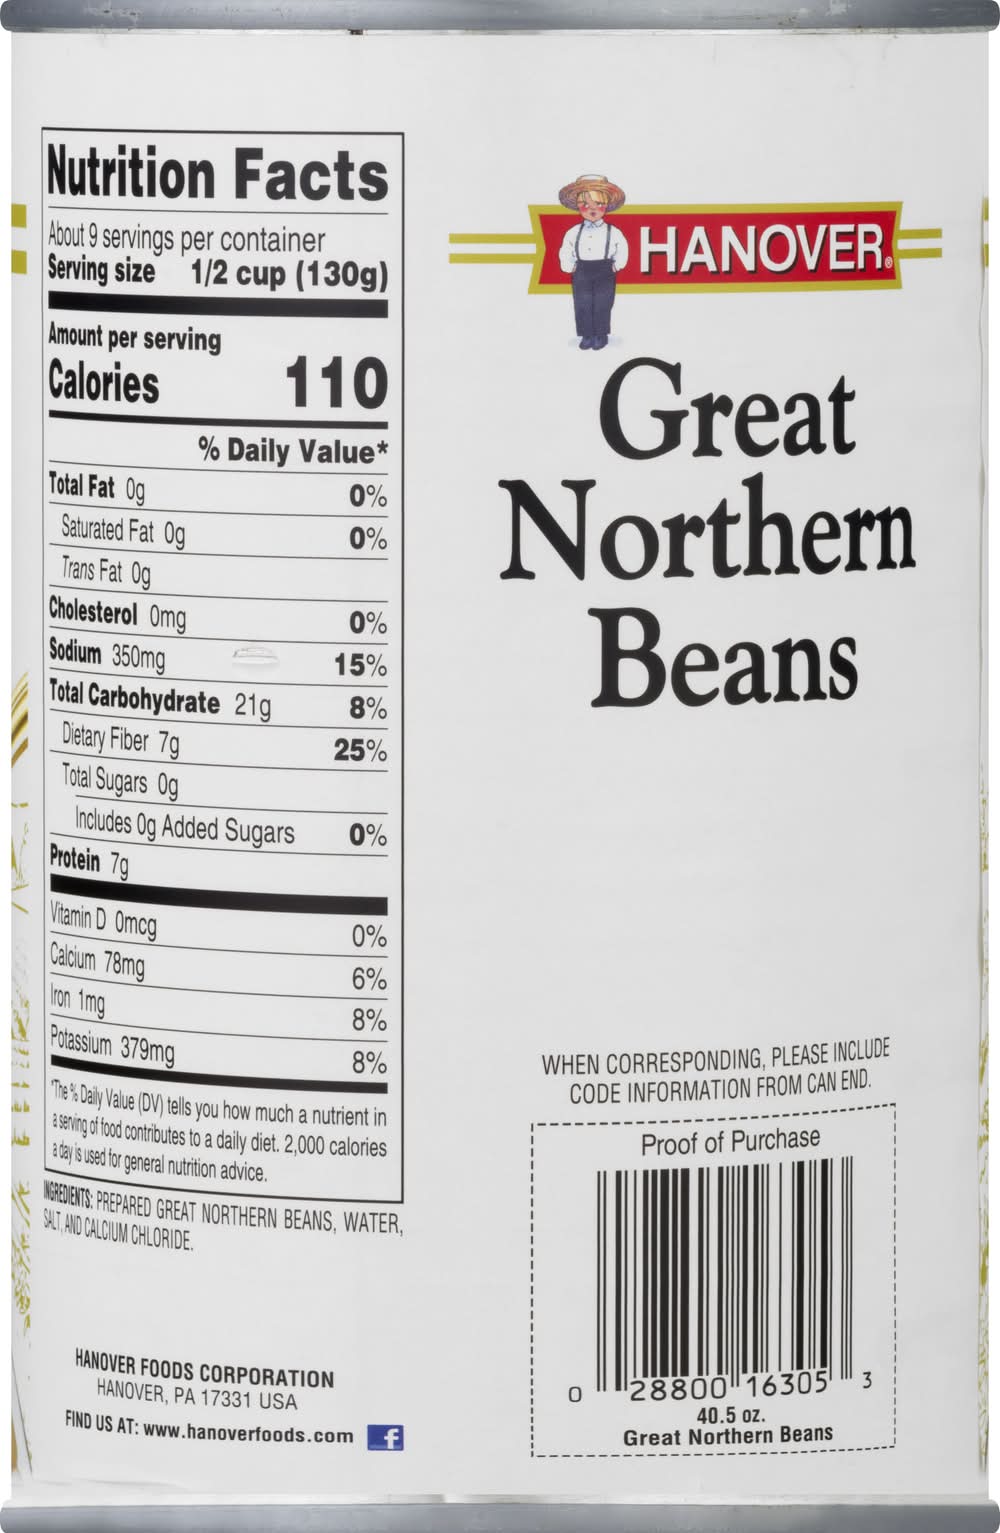 Nutrition Facts
About 9 servings per container
Serving size 1/2 cup (130g)
Amount per serving
Calories 110
% Daily Value*
Total Fat 0g 0%
Saturated Fat 0g 0%
Trans Fat 0g
Cholesterol 0mg 0%
Sodium 350mg 15%
Total Carbohydrate 21g 8%
Dietary Fiber 7g 25%
Total Sugars 0g
Includes 0g Added Sugars 0%
Protein 7g
Vitamin D 0mcg 0%
Calcium 78mg 6%
Iron 1mg 8%
Potassium 379mg 8%
*The % Daily Value (DV) tells you how much a nutrient in
a serving of food contributes to a daily diet. 2,000 calories
a day is used for general nutrition advice.
INGREDIENTS: PREPARED GREAT NORTHERN BEANS, WATER,
SALT, AND CALCIUM CHLORIDE.
HANOVER FOODS CORPORATION
HANOVER, PA 17331 USA
FIND US AT: www.hanoverfoods.com f
HANOVER®
Great
Northern
Beans
WHEN CORRESPONDING, PLEASE INCLUDE
CODE INFORMATION FROM CAN END.
Proof of Purchase
0 28800 16305 3
40.5 oz.
Great Northern Beans